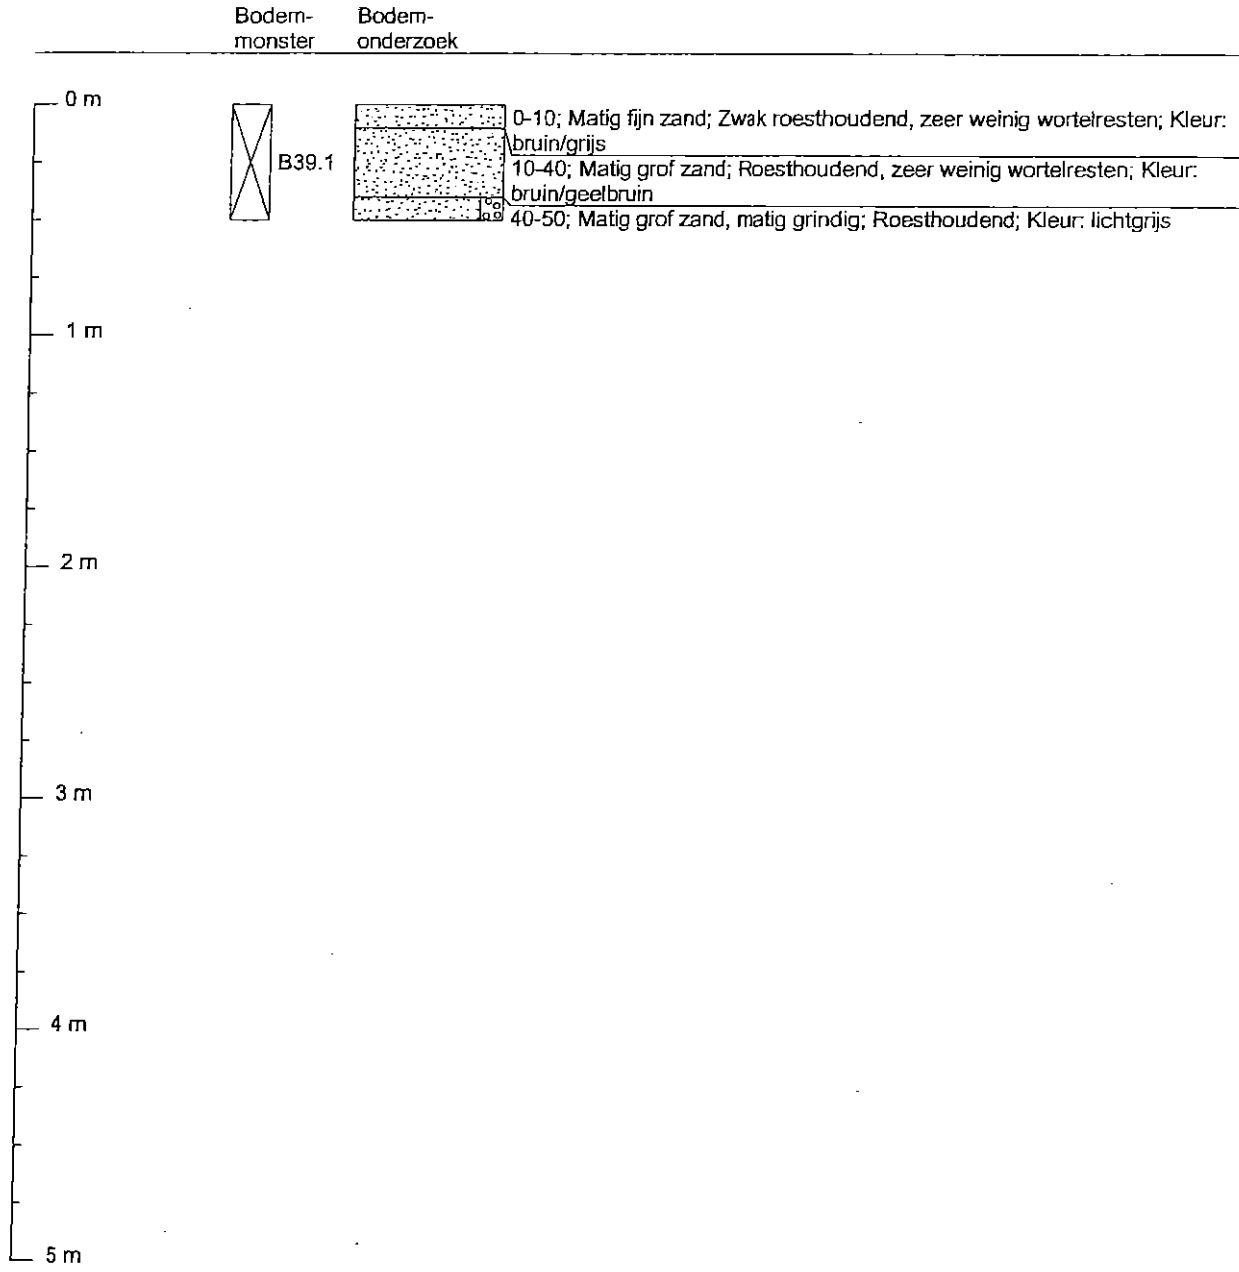 Bodem- Bodem-
monster onderzoek
0 m
0-10; Matig fijn zand; Zwak roesthoudend, zeer weinig wortelresten; Kleur:
bruin/grijs
B39.1
10-40; Matig grof zand; Roesthoudend, zeer weinig wortelresten; Kleur:
bruin/geelbruin
40-50; Matig grof zand, matig grindig; Roesthoudend; Kleur: lichtgrijs
1 m
2 m
3 m
4 m
5 m